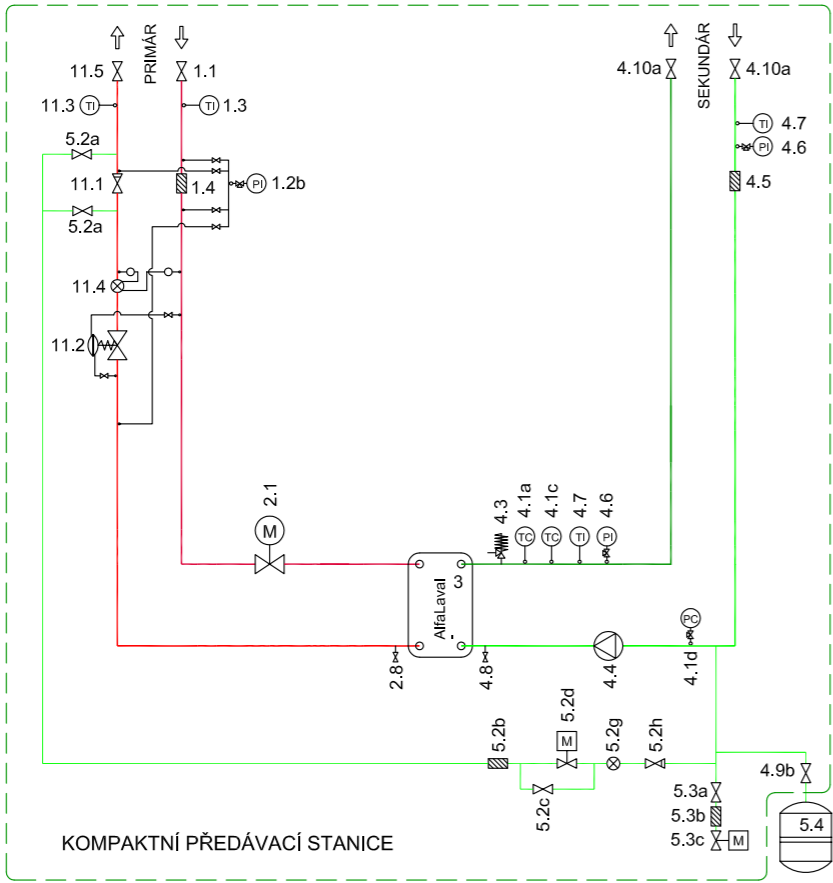 PRIMÁR
SEKUNDÁR
11.5
1.1
4.10a
4.10a
11.3
TI
TI
1.3
TI
4.7
PI
4.6
5.2a
11.1
1.4
PI
1.2b
4.5
5.2a
11.4
11.2
2.1
M
4.3
4.1a
4.1c
4.7
4.6
TC
TC
TI
PI
3
AlfaLaval
-
PC
4.1d
2.8
4.8
4.4
5.2b
5.2d
M
5.2g
5.2h
5.2c
4.9b
5.3a
5.3b
5.3c
M
5.4
KOMPAKTNÍ PŘEDÁVACÍ STANICE